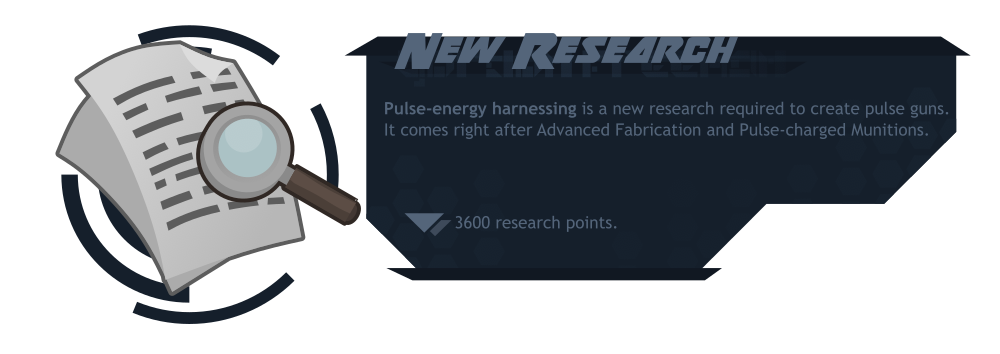 New Research
Pulse-energy harnessing is a new research required to create pulse guns.
It comes right after Advanced Fabrication and Pulse-charged Munitions.
3600 research points.